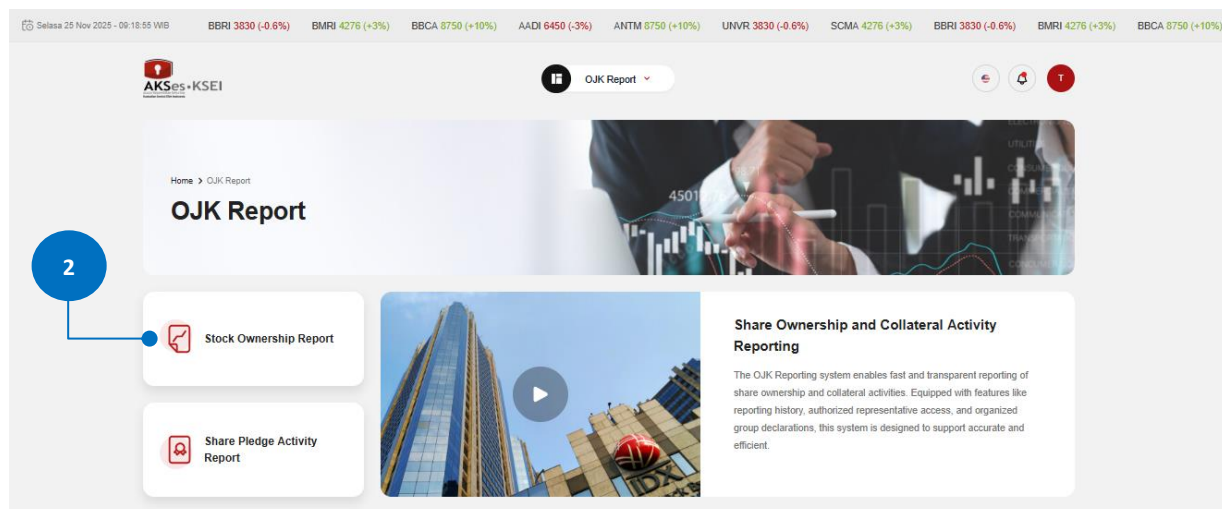 Selasa 25 Nov 2025 - 09:18:55 WIB BBRI 3830 (-0.6%) BMRI 4276 (+3%) BBCA 8750 (+10%) AADI 6450 (-3%) ANTM 8750 (+10%) UNVR 3830 (-0.6%) SCMA 4276 (+3%) BBRI 3830 (-0.6%) BMRI 4276 (+3%) BBCA 8750 (+10%)
AKSes-KSEI
OJK Report
T
Home > OJK Report
OJK Report
4501
UTILITI
2
Stock Ownership Report
Share Pledge Activity
Report
IDX
Share Ownership and Collateral Activity
Reporting
The OJK Reporting system enables fast and transparent reporting of
share ownership and collateral activities. Equipped with features like
reporting history, authorized representative access, and organized
group declarations, this system is designed to support accurate and
efficient.